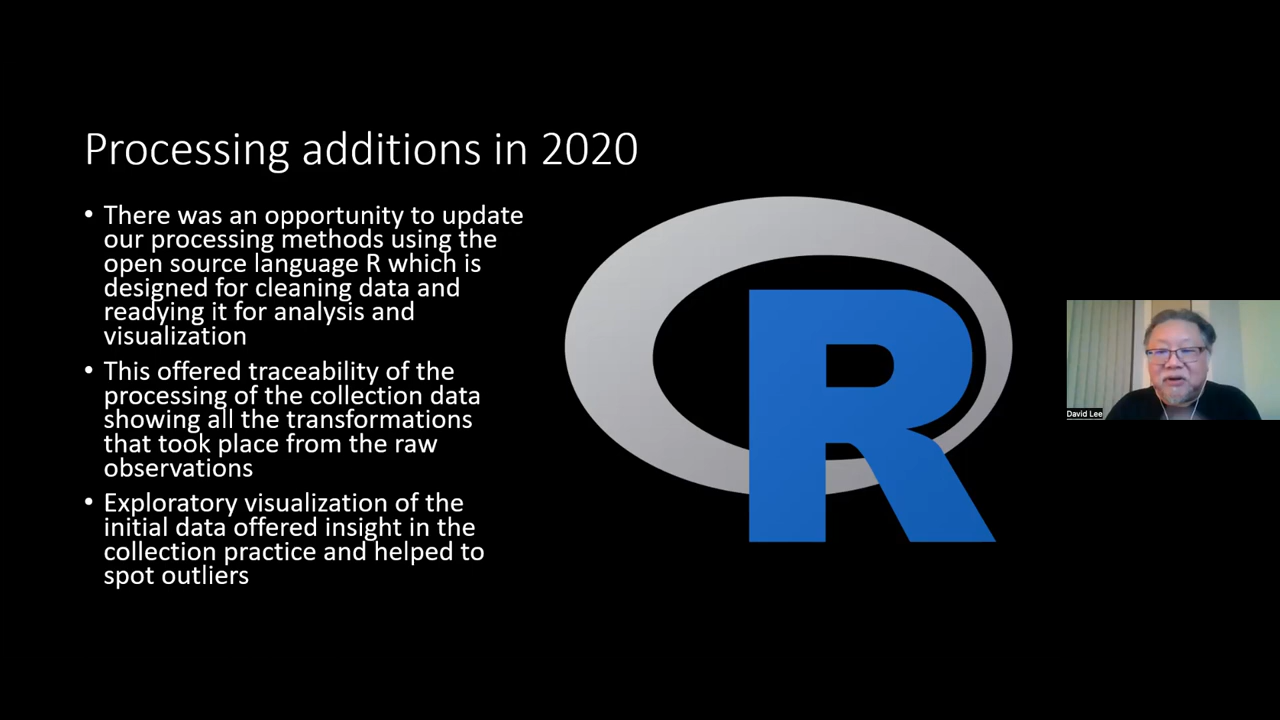 Processing additions in 2020
• There was an opportunity to update
our processing methods using the
open source language R which is
designed for cleaning data and
readying it for analysis and
visualization
• This offered traceability of the
processing of the collection data
showing all the transformations
that took place from the raw
observations
• Exploratory visualization of the
initial data offered insight in the
collection practice and helped to
spot outliers
R
David Lee